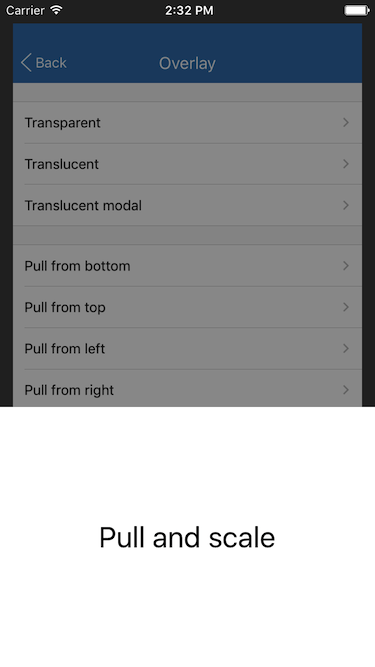 Carrier 2:32 PM
Back Overlay
Transparent
Translucent
Translucent modal
Pull from bottom
Pull from top
Pull from left
Pull from right
Pull and scale